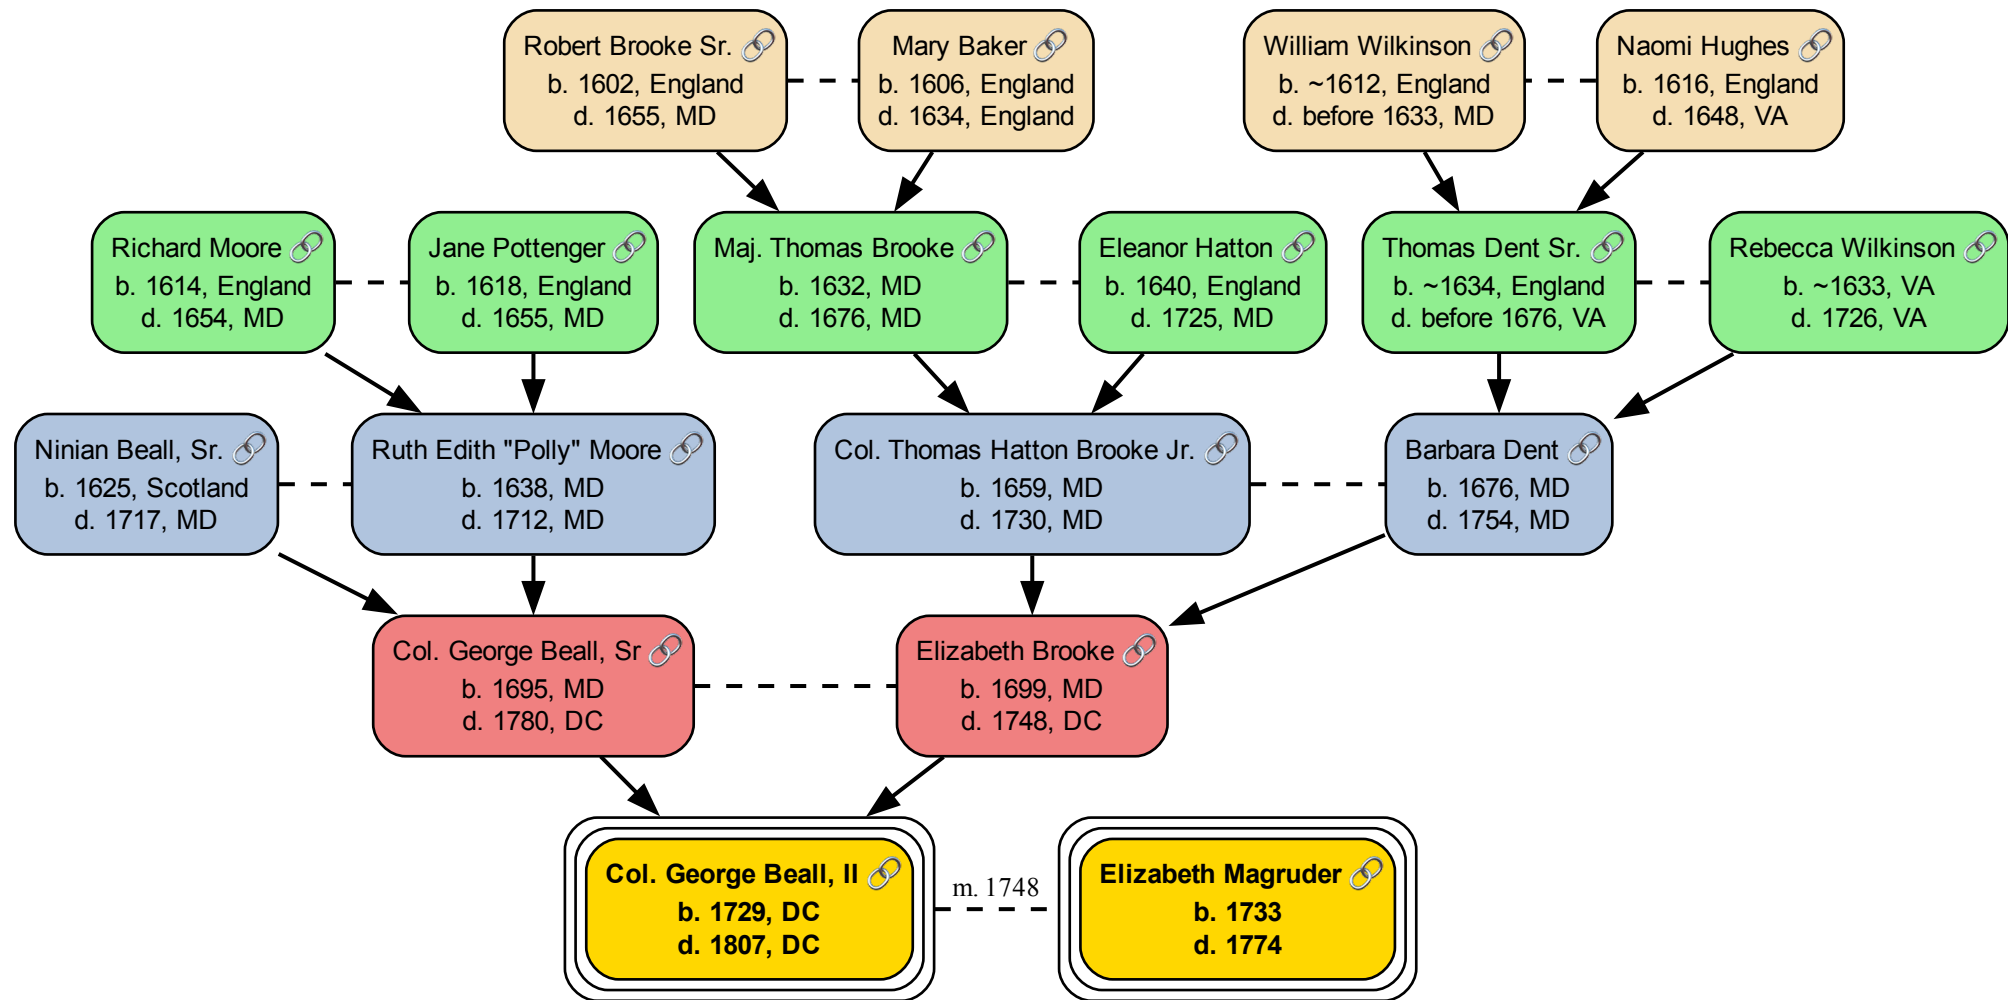 Robert Brooke Sr.
b. 1602, England
d. 1655, MD
Mary Baker
b. 1606, England
d. 1634, England
William Wilkinson
b. ~1612, England
d. before 1633, MD
Naomi Hughes
b. 1616, England
d. 1648, VA
Richard Moore
b. 1614, England
d. 1654, MD
Jane Pottenger
b. 1618, England
d. 1655, MD
Maj. Thomas Brooke
b. 1632, MD
d. 1676, MD
Eleanor Hatton
b. 1640, England
d. 1725, MD
Thomas Dent Sr.
b. ~1634, England
d. before 1676, VA
Rebecca Wilkinson
b. ~1633, VA
d. 1726, VA
Ninian Beall, Sr.
b. 1625, Scotland
d. 1717, MD
Ruth Edith "Polly" Moore
b. 1638, MD
d. 1712, MD
Col. Thomas Hatton Brooke Jr.
b. 1659, MD
d. 1730, MD
Barbara Dent
b. 1676, MD
d. 1754, MD
Col. George Beall, Sr
b. 1695, MD
d. 1780, DC
Elizabeth Brooke
b. 1699, MD
d. 1748, DC
Col. George Beall, II
b. 1729, DC
d. 1807, DC
m. 1748
Elizabeth Magruder
b. 1733
d. 1774